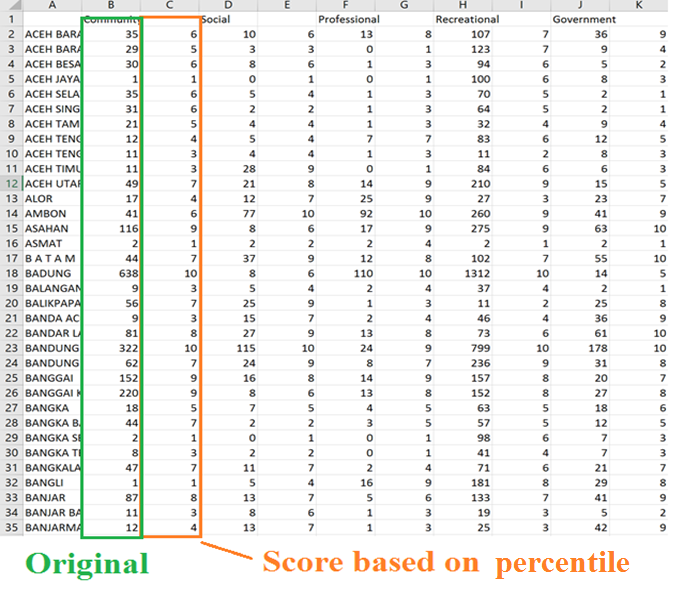 A B C D E F G H I J K
1 Community Social Professional Recreational Government
2 ACEH BARA 35 6 10 6 13 8 107 7 36 9
3 ACEH BARA 29 5 3 3 0 1 123 7 9 4
4 ACEH BESA 30 6 8 6 1 3 94 6 5 2
5 ACEH JAYA 1 1 0 1 0 1 100 6 8 3
6 ACEH SELA 35 6 5 4 1 3 70 5 2 1
7 ACEH SING 31 6 2 2 1 3 64 5 2 1
8 ACEH TAM 21 5 4 4 1 3 32 4 9 4
9 ACEH TENG 12 4 5 4 7 7 83 6 12 5
10 ACEH TENG 11 3 4 4 1 3 11 2 8 3
11 ACEH TIMU 11 3 28 9 0 1 84 6 6 3
12 ACEH UTAR 49 7 21 8 14 9 210 9 15 5
13 ALOR 17 4 12 7 25 9 27 3 23 7
14 AMBON 41 6 77 10 92 10 260 9 41 9
15 ASAHAN 116 9 8 6 17 9 275 9 63 10
16 ASMAT 2 1 2 2 2 4 2 1 2 1
17 B A T A M 44 7 37 9 12 8 102 7 55 10
18 BADUNG 638 10 8 6 110 10 1312 10 14 5
19 BALANGAN 9 3 5 4 2 4 37 4 2 1
20 BALIKPAPA 56 7 25 9 1 3 11 2 25 8
21 BANDA AC 9 3 15 7 2 4 46 4 36 9
22 BANDAR LA 81 8 27 9 13 8 73 6 61 10
23 BANDUNG 322 10 115 10 24 9 799 10 178 10
24 BANDUNG 62 7 24 9 8 7 236 9 31 8
25 BANGGAI 152 9 16 8 14 9 157 8 20 7
26 BANGGAI K 220 9 8 6 13 8 152 8 27 8
27 BANGKA 18 5 7 5 4 5 63 5 18 6
28 BANGKA BA 44 7 2 2 3 5 57 5 12 5
29 BANGKA SE 2 1 0 1 0 1 98 6 7 3
30 BANGKA TE 8 3 2 2 0 1 41 4 7 3
31 BANGKALA 47 7 11 7 2 4 71 6 21 7
32 BANGLI 1 1 5 4 16 9 181 8 29 8
33 BANJAR 87 8 13 7 5 6 133 7 41 9
34 BANJAR BA 11 3 8 6 1 3 19 3 5 2
35 BANJARMA 12 4 13 7 1 3 25 3 42 9
Original
Score based on percentile